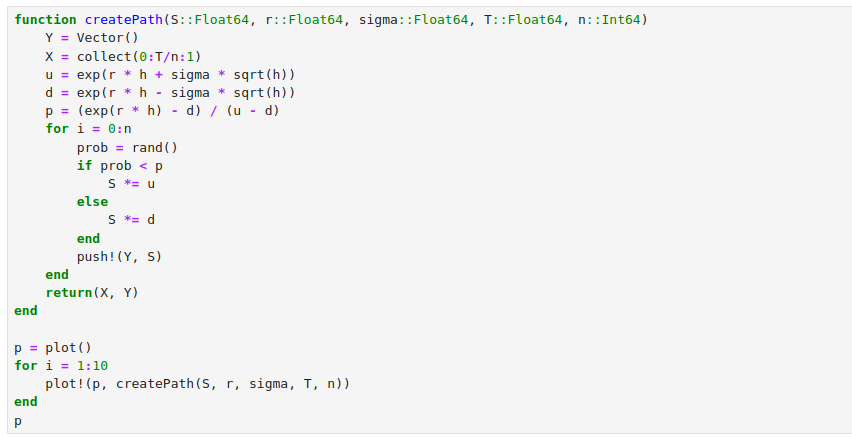 function createPath(S::Float64, r::Float64, sigma::Float64, T::Float64, n::Int64)
    Y = Vector()
    X = collect(0:T/n:1)
    u = exp(r * h + sigma * sqrt(h))
    d = exp(r * h - sigma * sqrt(h))
    p = (exp(r * h) - d) / (u - d)
    for i = 0:n
        prob = rand()
        if prob < p
            S *= u
        else
            S *= d
        end
        push!(Y, S)
    end
    return(X, Y)
end

p = plot()
for i = 1:10
    plot!(p, createPath(S, r, sigma, T, n))
end
p